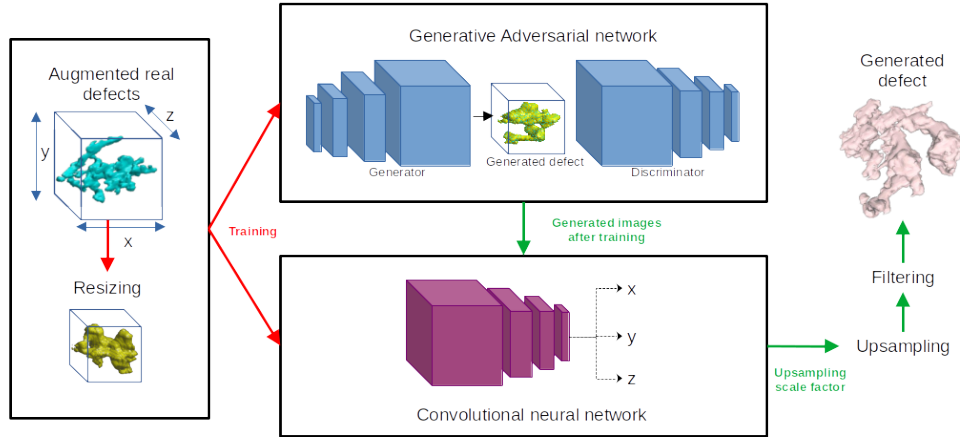 Augmented real
defects
z
y
x
Resizing
Training
Generative Adversarial network
Generator
Generated defect
Discriminator
Generated images
after training
x
y
z
Convolutional neural network
Upsampling
scale factor
Upsampling
Filtering
Generated
defect